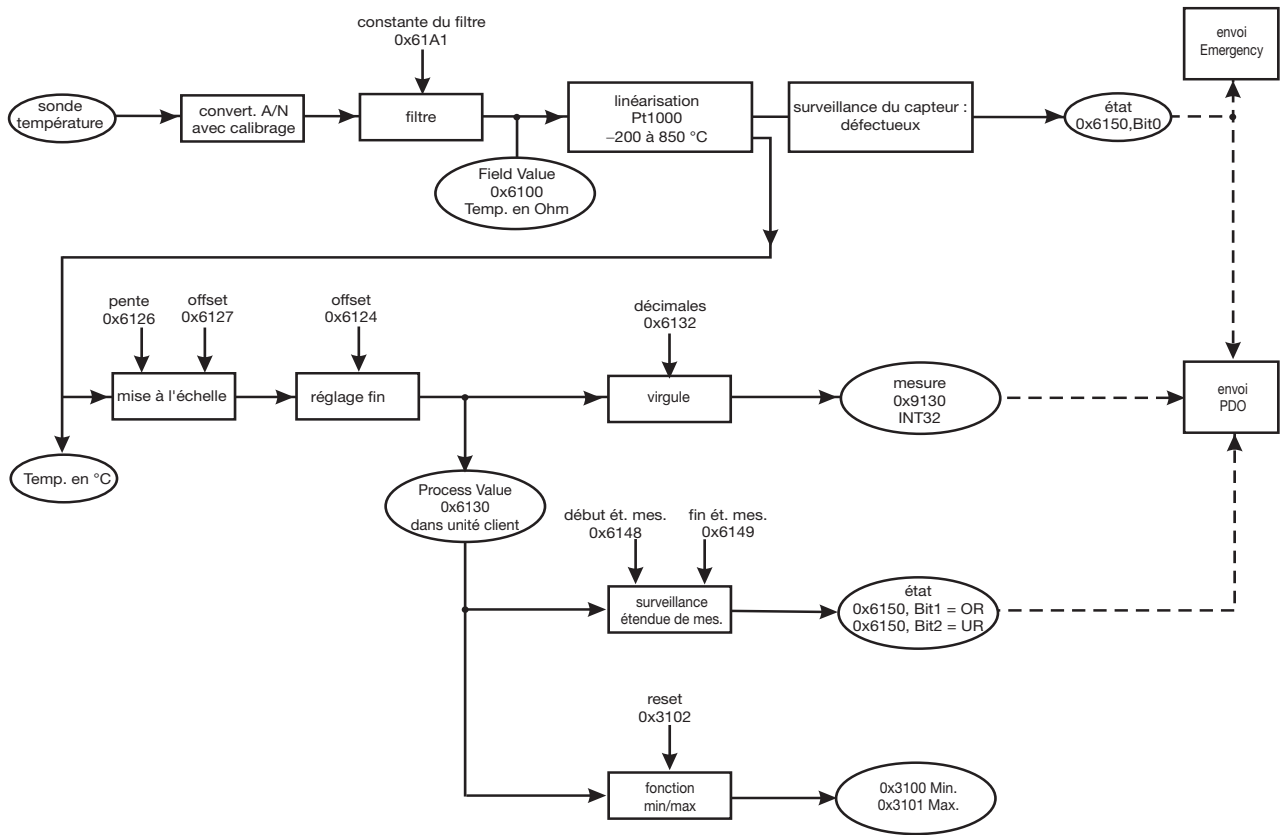 constante du filtre
0x61A1
envoi
Emergency
sonde
température
convert. A/N
avec calibrage
filtre
linéarisation
Pt1000
–200 à 850 °C
surveillance du capteur :
défectueux
état
0x6150,Bit0
Field Value
0x6100
Temp. en Ohm
pente
0x6126
offset
0x6127
offset
0x6124
décimales
0x6132
mise à l'échelle
réglage fin
virgule
mesure
0x9130
INT32
envoi
PDO
Temp. en °C
Process Value
0x6130
dans unité client
début ét. mes.
0x6148
fin ét. mes.
0x6149
surveillance
étendue de mes.
état
0x6150, Bit1 = OR
0x6150, Bit2 = UR
reset
0x3102
fonction
min/max
0x3100 Min.
0x3101 Max.